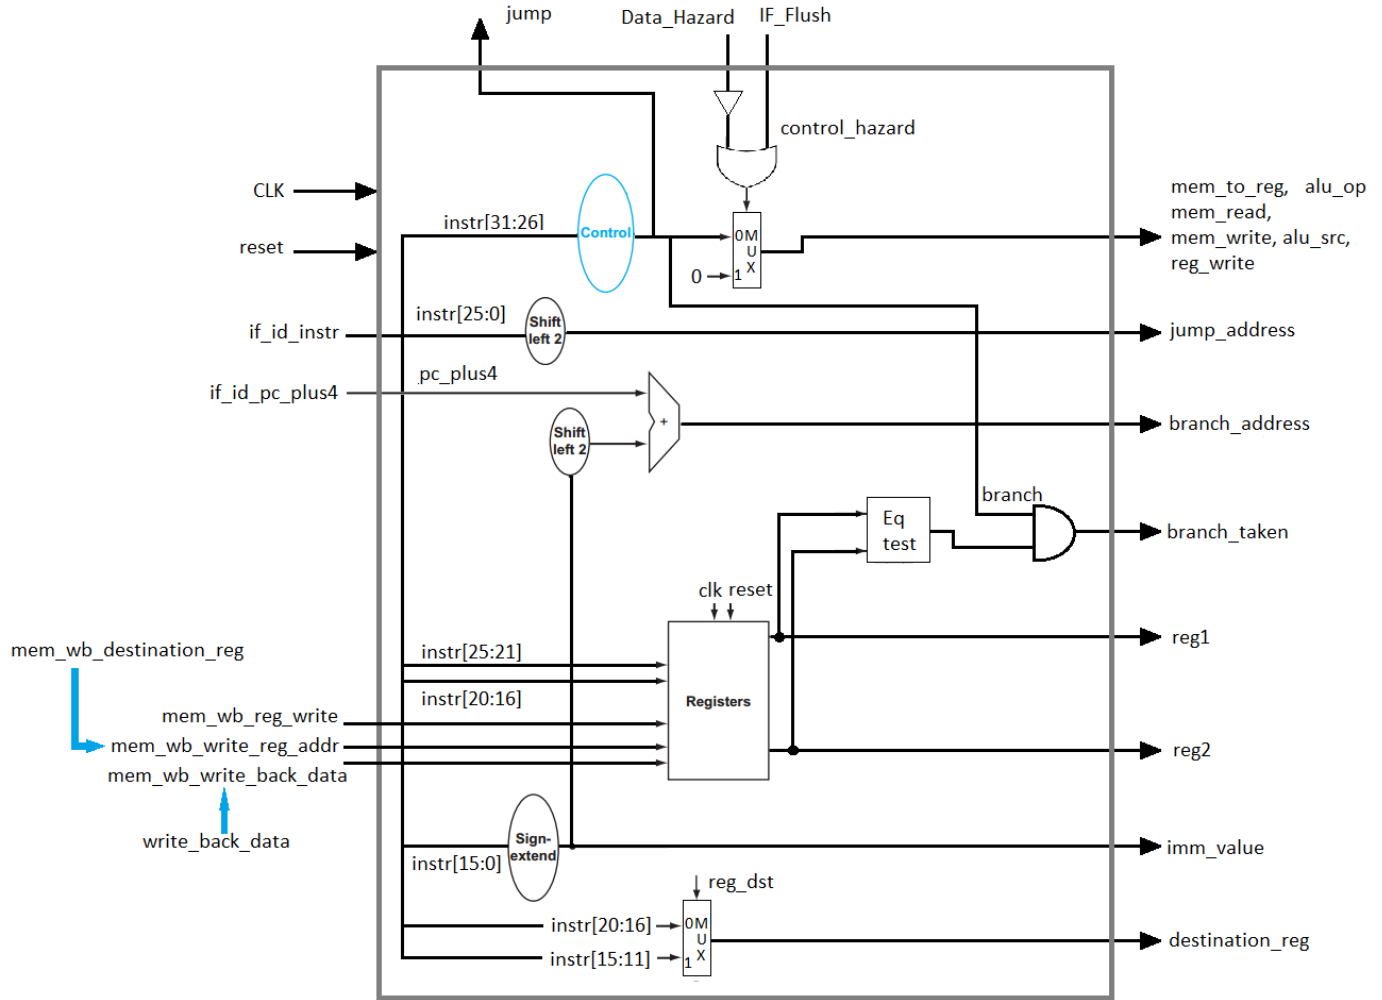 jump
Data_Hazard
IF_Flush
control_hazard
CLK
reset
instr[31:26]
Control
0M
U
X
1
0
mem_to_reg, alu_op
mem_read,
mem_write, alu_src,
reg_write
if_id_instr
instr[25:0]
Shift
left 2
jump_address
if_id_pc_plus4
pc_plus4
Shift
left 2
+
branch_address
branch
Eq
test
branch_taken
clk reset
mem_wb_destination_reg
instr[25:21]
instr[20:16]
Registers
reg1
mem_wb_reg_write
mem_wb_write_reg_addr
mem_wb_write_back_data
reg2
write_back_data
Sign-
extend
instr[15:0]
imm_value
reg_dst
instr[20:16]
0M
U
X
1
instr[15:11]
destination_reg